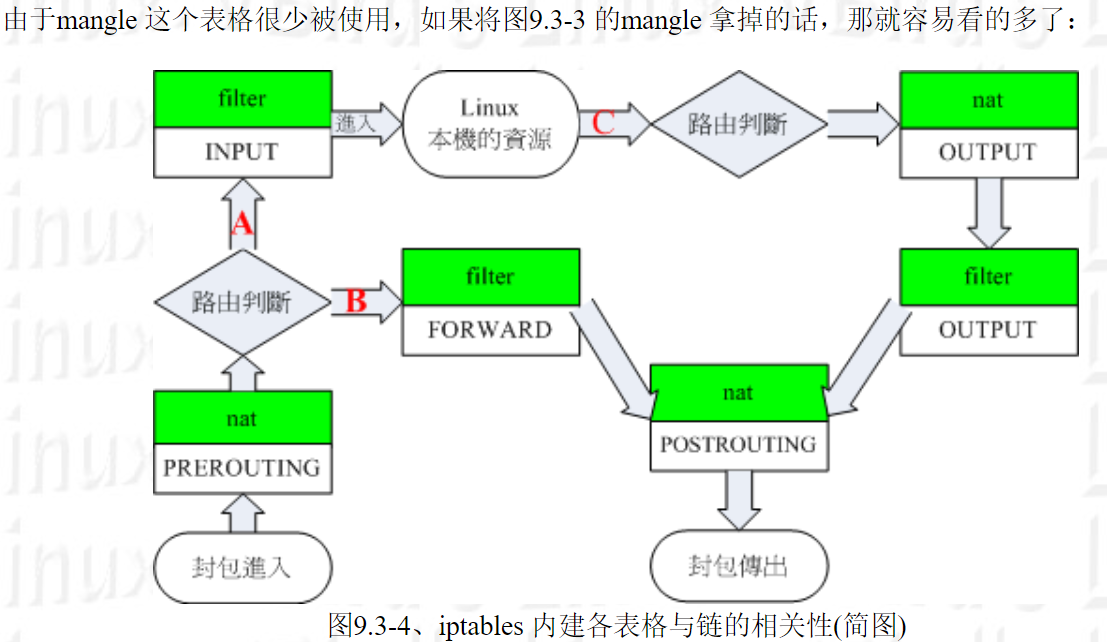 由于mangle 这个表格很少被使用，如果将图9.3-3 的mangle 拿掉的话，那就容易看的多了：
filter
INPUT
進入
Linux
本機的資源
C
路由判斷
nat
OUTPUT
A
路由判斷
B
filter
FORWARD
filter
OUTPUT
nat
PREROUTING
nat
POSTROUTING
封包進入
封包傳出
图9.3-4、iptables 内建各表格与链的相关性(简图)